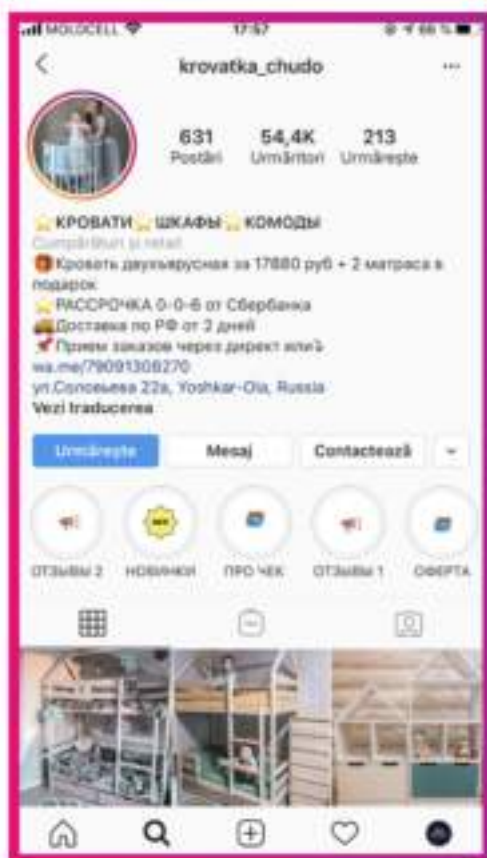 MOLDCELL 17:57 66 %
krovatka_chudo
631 54,4K 213
Postări Urmăritori Urmărește
КРОВАТИ ШКАФЫ КОМОДЫ
Cumpărături și retail
Кровать двухъярусная за 17880 руб + 2 матраса в
подарок
РАССРОЧКА 0-0-6 от Сбербанка
Доставка по РФ от 2 дней
Прием заказов через директ или
wa.me/79091306270
ул.Соловьева 22а, Yoshkar-Ola, Russia
Vezi traducerea
Urmărește Mesaj Contactează
ОТЗЫВЫ 2 НОВИНКИ ПРО ЧЕК ОТЗЫВЫ 1 ОФЕРТА